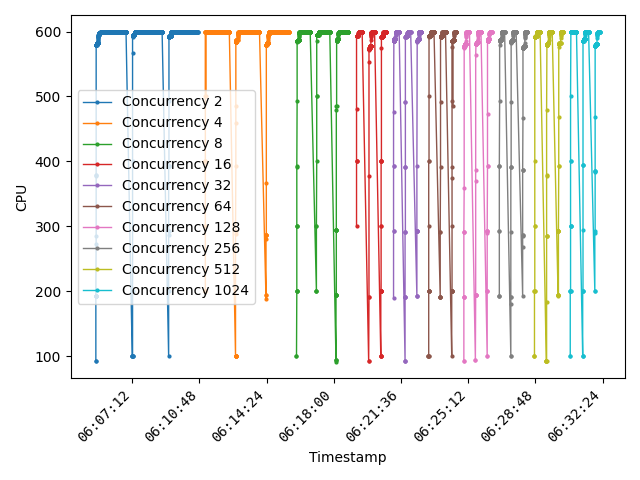 600
500
400
300
200
100
CPU
Concurrency 2
Concurrency 4
Concurrency 8
Concurrency 16
Concurrency 32
Concurrency 64
Concurrency 128
Concurrency 256
Concurrency 512
Concurrency 1024
06:07:12
06:10:48
06:14:24
06:18:00
06:21:36
06:25:12
06:28:48
06:32:24
Timestamp